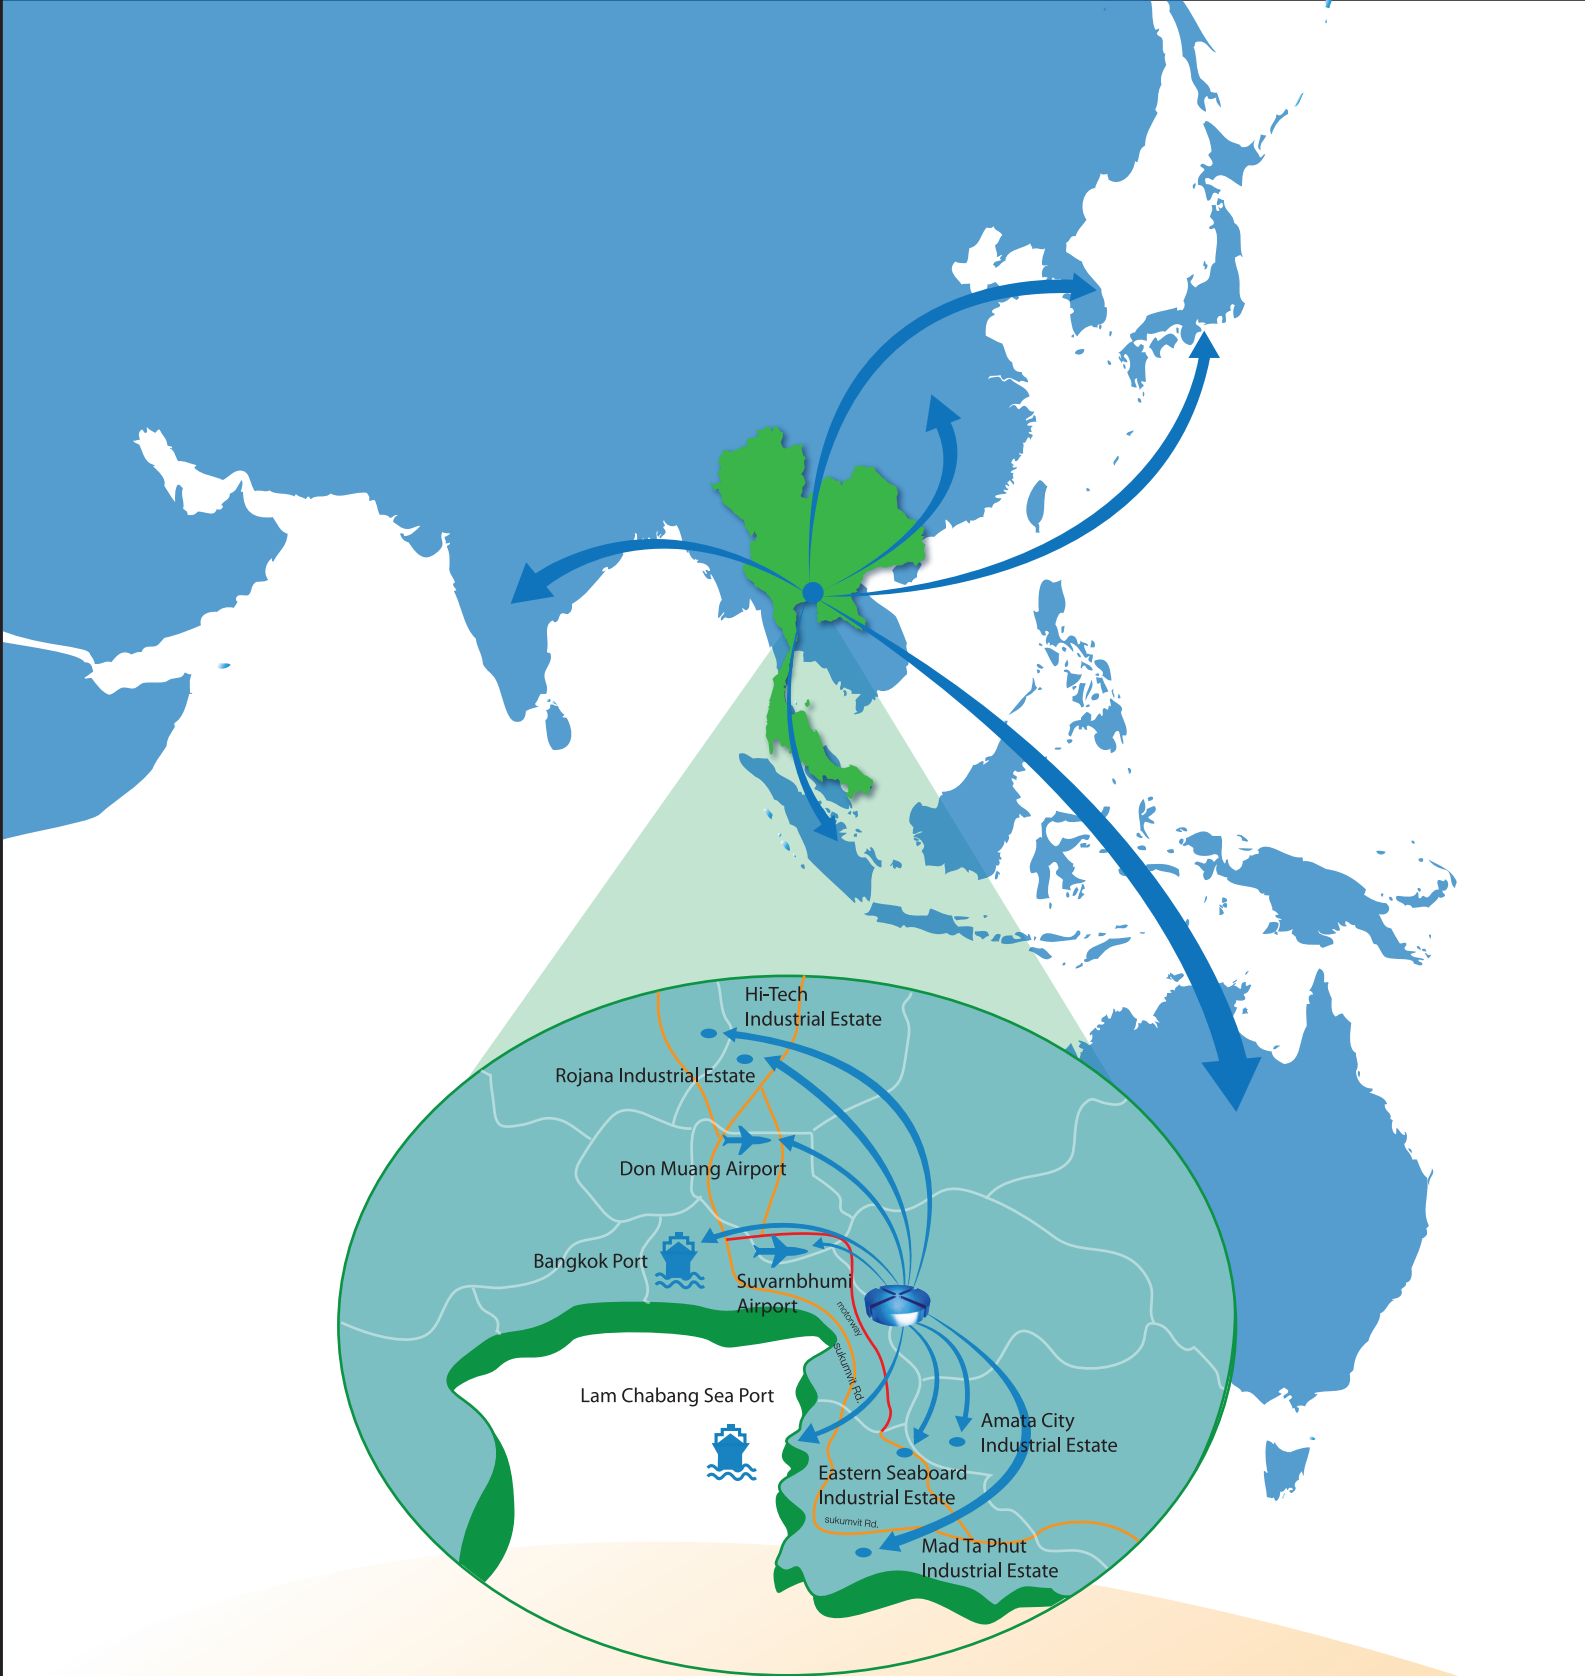 Hi-Tech
Industrial Estate
Rojana Industrial Estate
Don Muang Airport
Bangkok Port
Suvarnbhumi
Airport
motorway
sukumvit Rd.
Lam Chabang Sea Port
Amata City
Industrial Estate
Eastern Seaboard
Industrial Estate
sukumvit Rd.
Mad Ta Phut
Industrial Estate